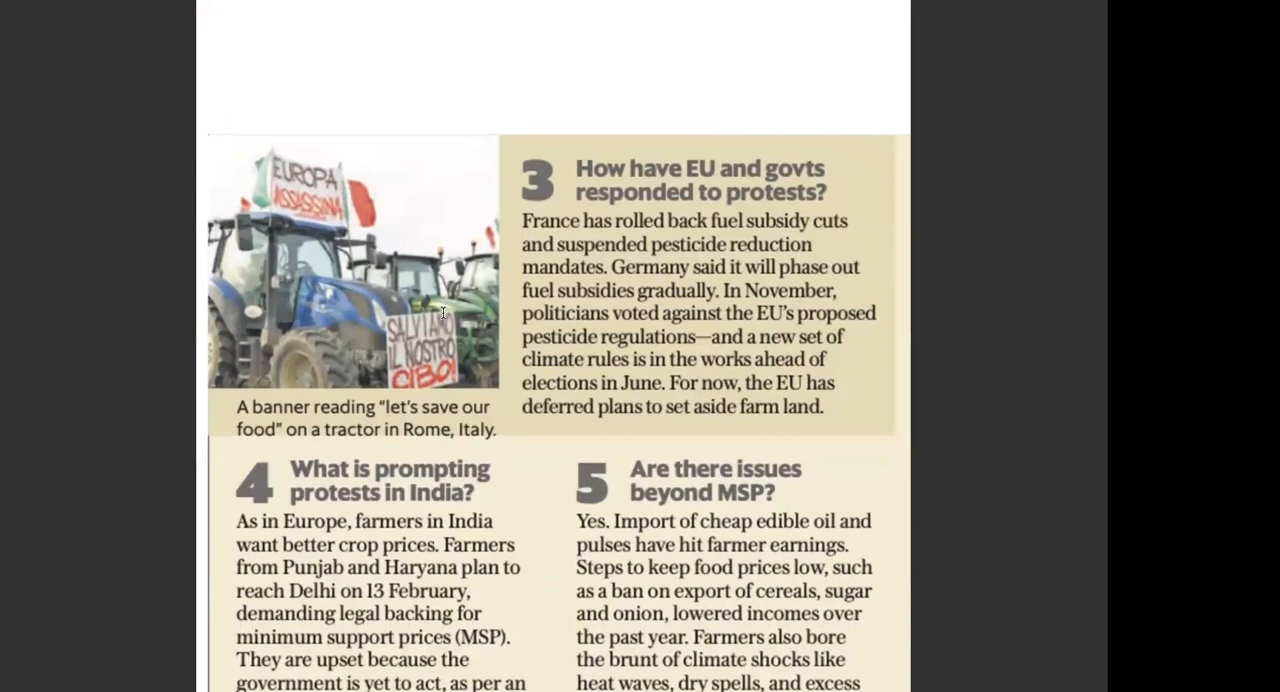 EUROPA
ASSASSINA
SALVIAMO
IL NOSTRO
CIBO!
A banner reading “let’s save our
food” on a tractor in Rome, Italy.
3 How have EU and govts
responded to protests?
France has rolled back fuel subsidy cuts
and suspended pesticide reduction
mandates. Germany said it will phase out
fuel subsidies gradually. In November,
politicians voted against the EU’s proposed
pesticide regulations—and a new set of
climate rules is in the works ahead of
elections in June. For now, the EU has
deferred plans to set aside farm land.
4 What is prompting
protests in India?
As in Europe, farmers in India
want better crop prices. Farmers
from Punjab and Haryana plan to
reach Delhi on 13 February,
demanding legal backing for
minimum support prices (MSP).
They are upset because the
government is yet to act, as per an
5 Are there issues
beyond MSP?
Yes. Import of cheap edible oil and
pulses have hit farmer earnings.
Steps to keep food prices low, such
as a ban on export of cereals, sugar
and onion, lowered incomes over
the past year. Farmers also bore
the brunt of climate shocks like
heat waves, dry spells, and excess